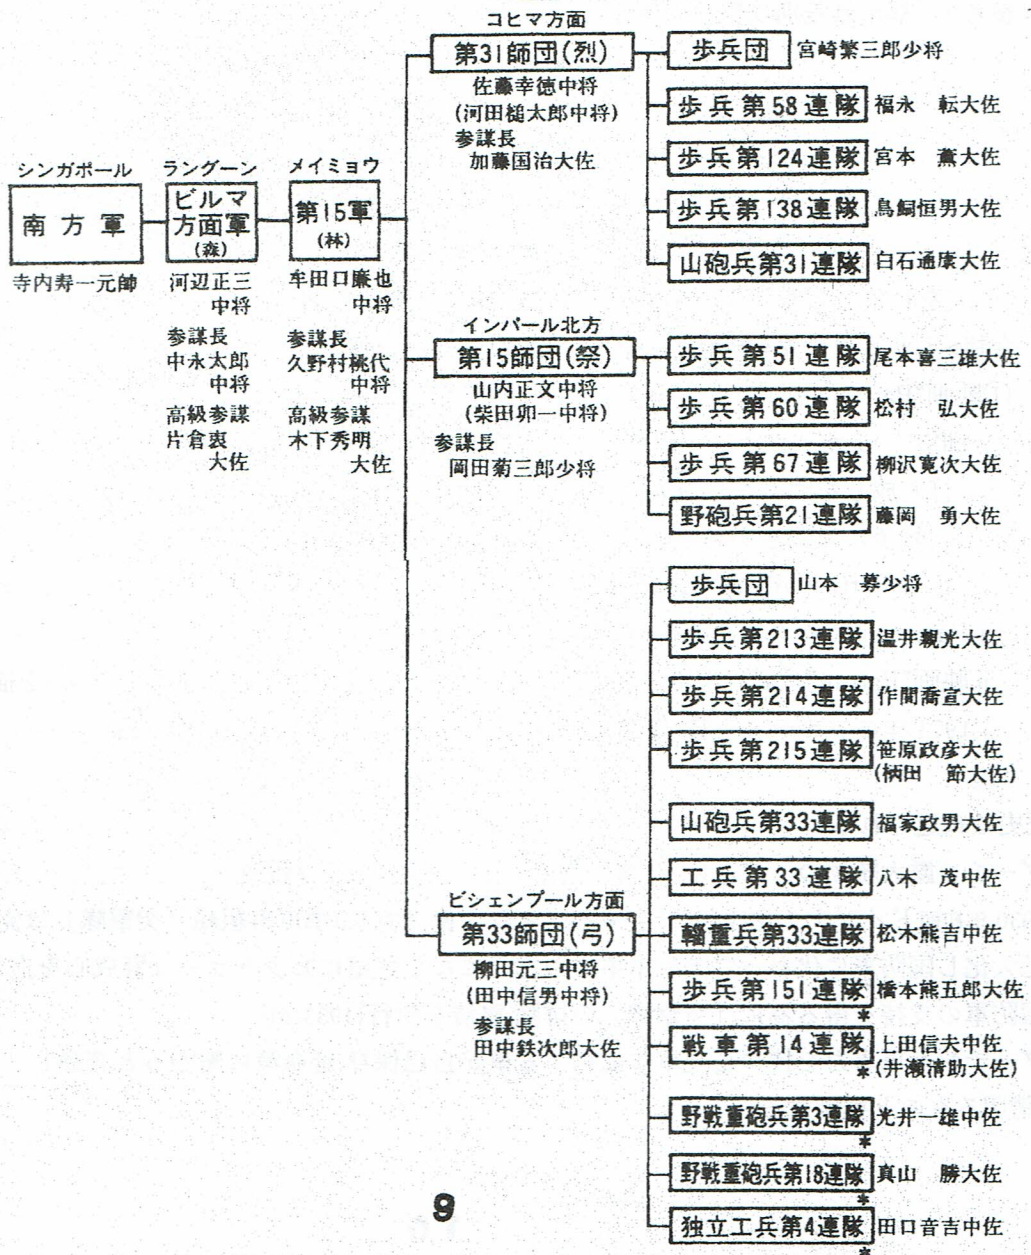 シンガポール
南方軍
寺内寿一元帥
ラングーン
ビルマ
方面軍
(森)
河辺正三
中将
参謀長
中永太郎
中将
高級参謀
片倉衷
大佐
メイミョウ
第15軍
(林)
牟田口廉也
中将
参謀長
久野村桃代
中将
高級参謀
木下秀明
大佐
コヒマ方面
第31師団(烈)
佐藤幸徳中将
(河田槌太郎中将)
参謀長
加藤国治大佐
歩兵団 宮崎繁三郎少将
歩兵第58連隊 福永 転大佐
歩兵第124連隊 宮本 薫大佐
歩兵第138連隊 鳥飼恒男大佐
山砲兵第31連隊 白石通康大佐
インパール北方
第15師団(祭)
山内正文中将
(柴田卯一中将)
参謀長
岡田菊三郎少将
歩兵第51連隊 尾本喜三雄大佐
歩兵第60連隊 松村 弘大佐
歩兵第67連隊 柳沢寛次大佐
野砲兵第21連隊 藤岡 勇大佐
ビシェンプール方面
第33師団(弓)
柳田元三中将
(田中信男中将)
参謀長
田中鉄次郎大佐
歩兵団 山本 募少将
歩兵第213連隊 温井親光大佐
歩兵第214連隊 作間喬宣大佐
歩兵第215連隊 笹原政彦大佐
(柄田 節大佐)
山砲兵第33連隊 福家政男大佐
工兵第33連隊 八木 茂中佐
輜重兵第33連隊 松木熊吉中佐
歩兵第151連隊 橋本熊五郎大佐
*
戦車第14連隊 上田信夫中佐
*(井瀬清助大佐)
野戦重砲兵第3連隊 光井一雄中佐
*
野戦重砲兵第18連隊 真山 勝大佐
*
独立工兵第4連隊 田口音吉中佐
*
9